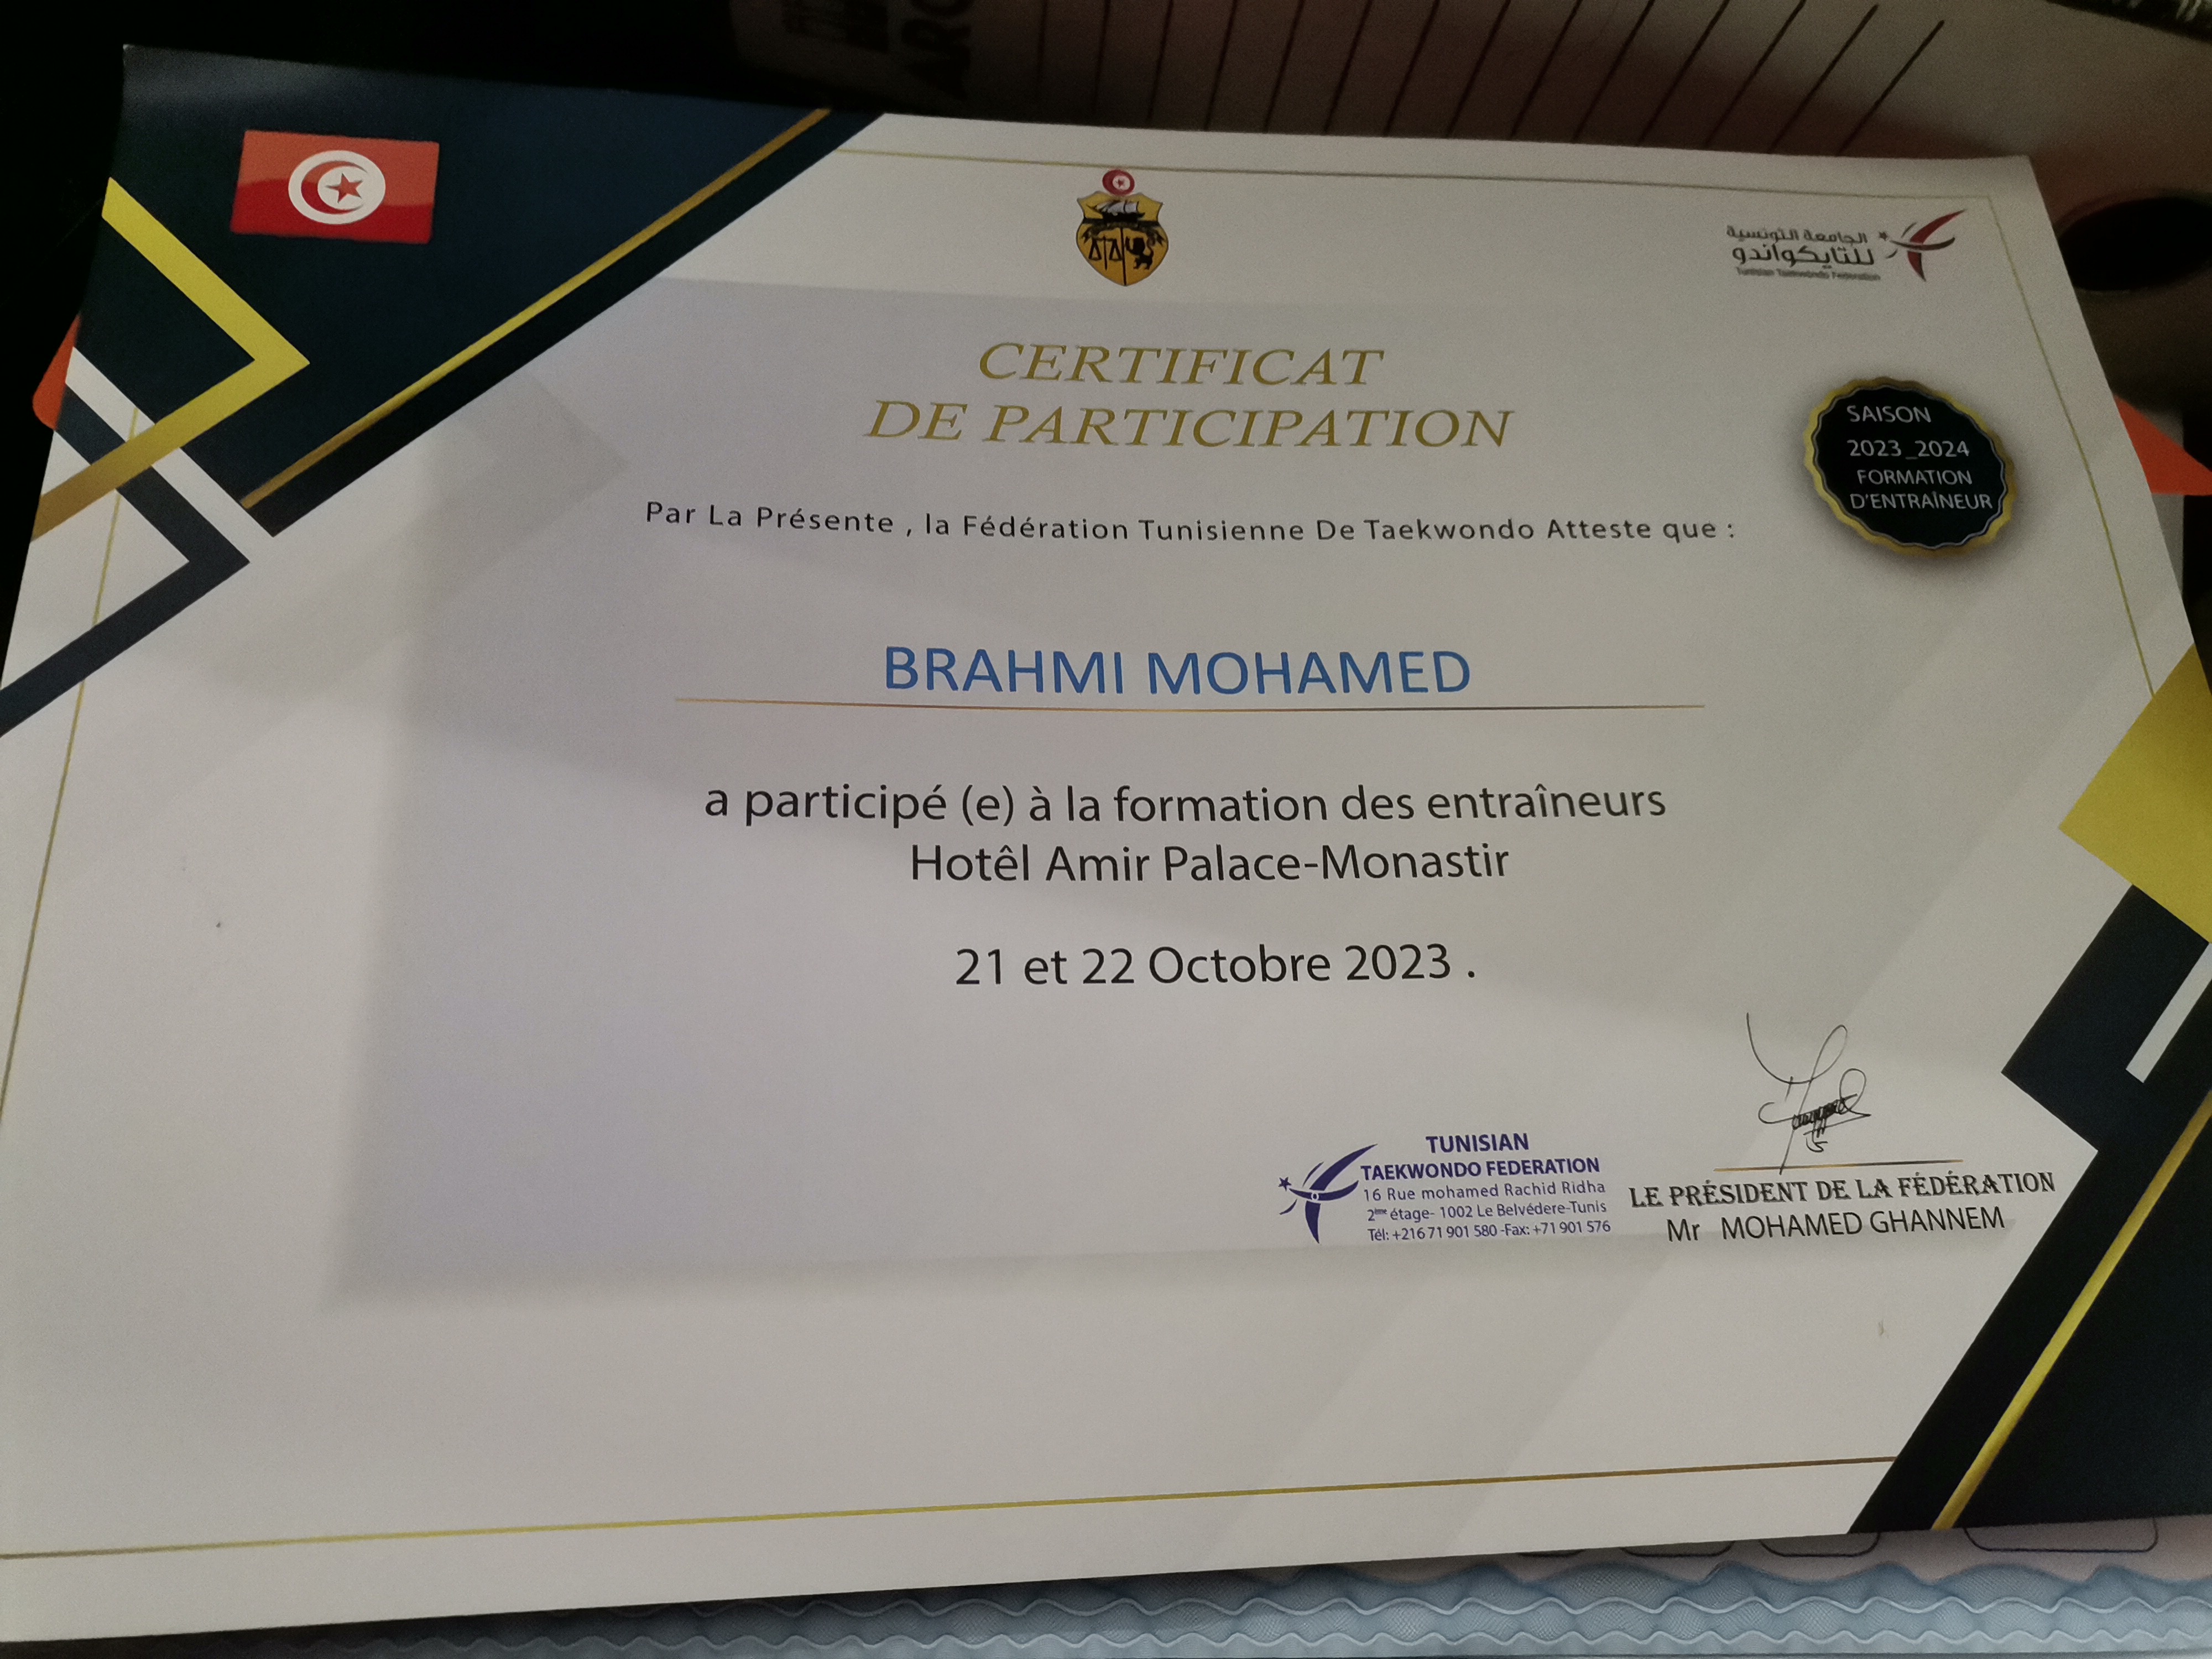 الجامعة التونسية
للتايكواندو
Tunisian Taekwondo Federation
CERTIFICAT
DE PARTICIPATION
SAISON
2023_2024
FORMATION
D'ENTRAÎNEUR
Par La Présente , la Fédération Tunisienne De Taekwondo Atteste que :
BRAHMI MOHAMED
a participé (e) à la formation des entraîneurs
Hotêl Amir Palace-Monastir
21 et 22 Octobre 2023 .
TUNISIAN
TAEKWONDO FEDERATION
16 Rue mohamed Rachid Ridha
2ème étage- 1002 Le Belvédere-Tunis
Tél: +216 71 901 580 -Fax: +71 901 576
LE PRÉSIDENT DE LA FÉDÉRATION
Mr MOHAMED GHANNEM